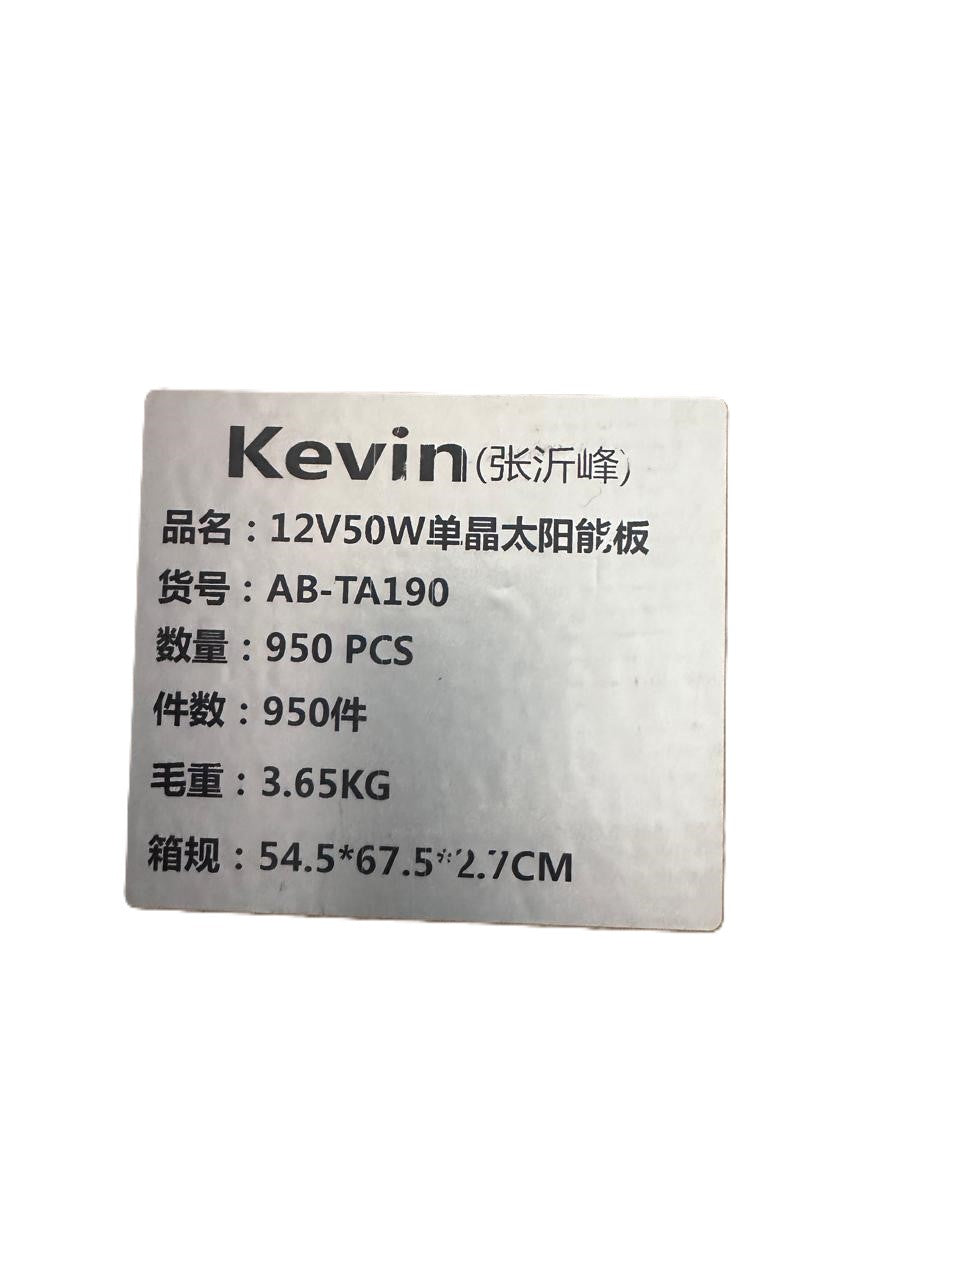 Kevin(张沂峰)
品名：12V50W单晶太阳能板
货号：AB-TA190
数量：950 PCS
件数：950件
毛重：3.65KG
箱规：54.5*67.5*2.7CM